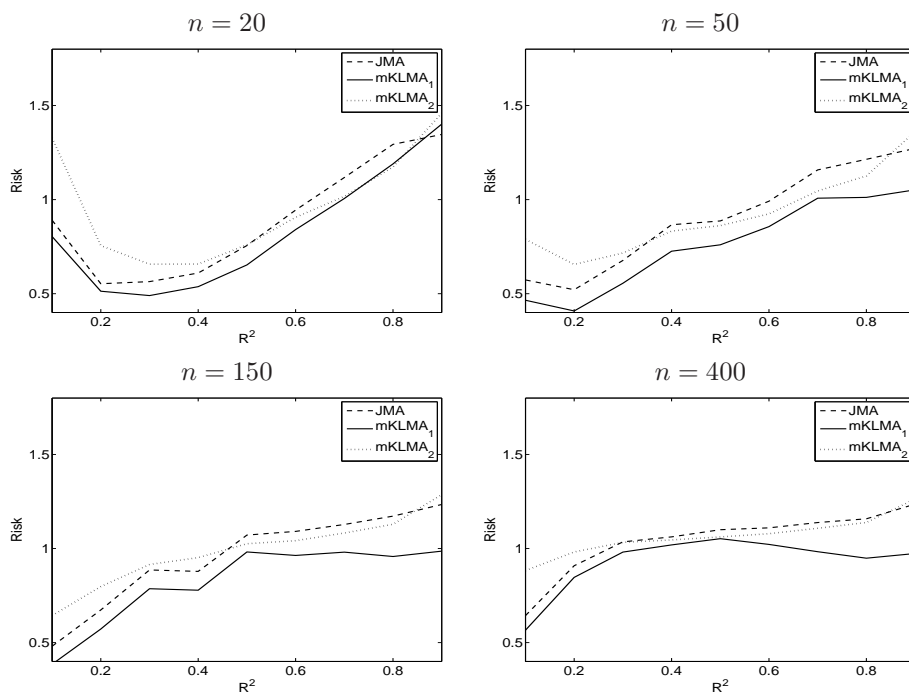 n = 20
JMA
mKLMA1
mKLMA2
1.5
1
0.5
Risk
0.2 0.4 0.6 0.8
R2
n = 50
JMA
mKLMA1
mKLMA2
1.5
1
0.5
Risk
0.2 0.4 0.6 0.8
R2
n = 150
JMA
mKLMA1
mKLMA2
1.5
1
0.5
Risk
0.2 0.4 0.6 0.8
R2
n = 400
JMA
mKLMA1
mKLMA2
1.5
1
0.5
Risk
0.2 0.4 0.6 0.8
R2